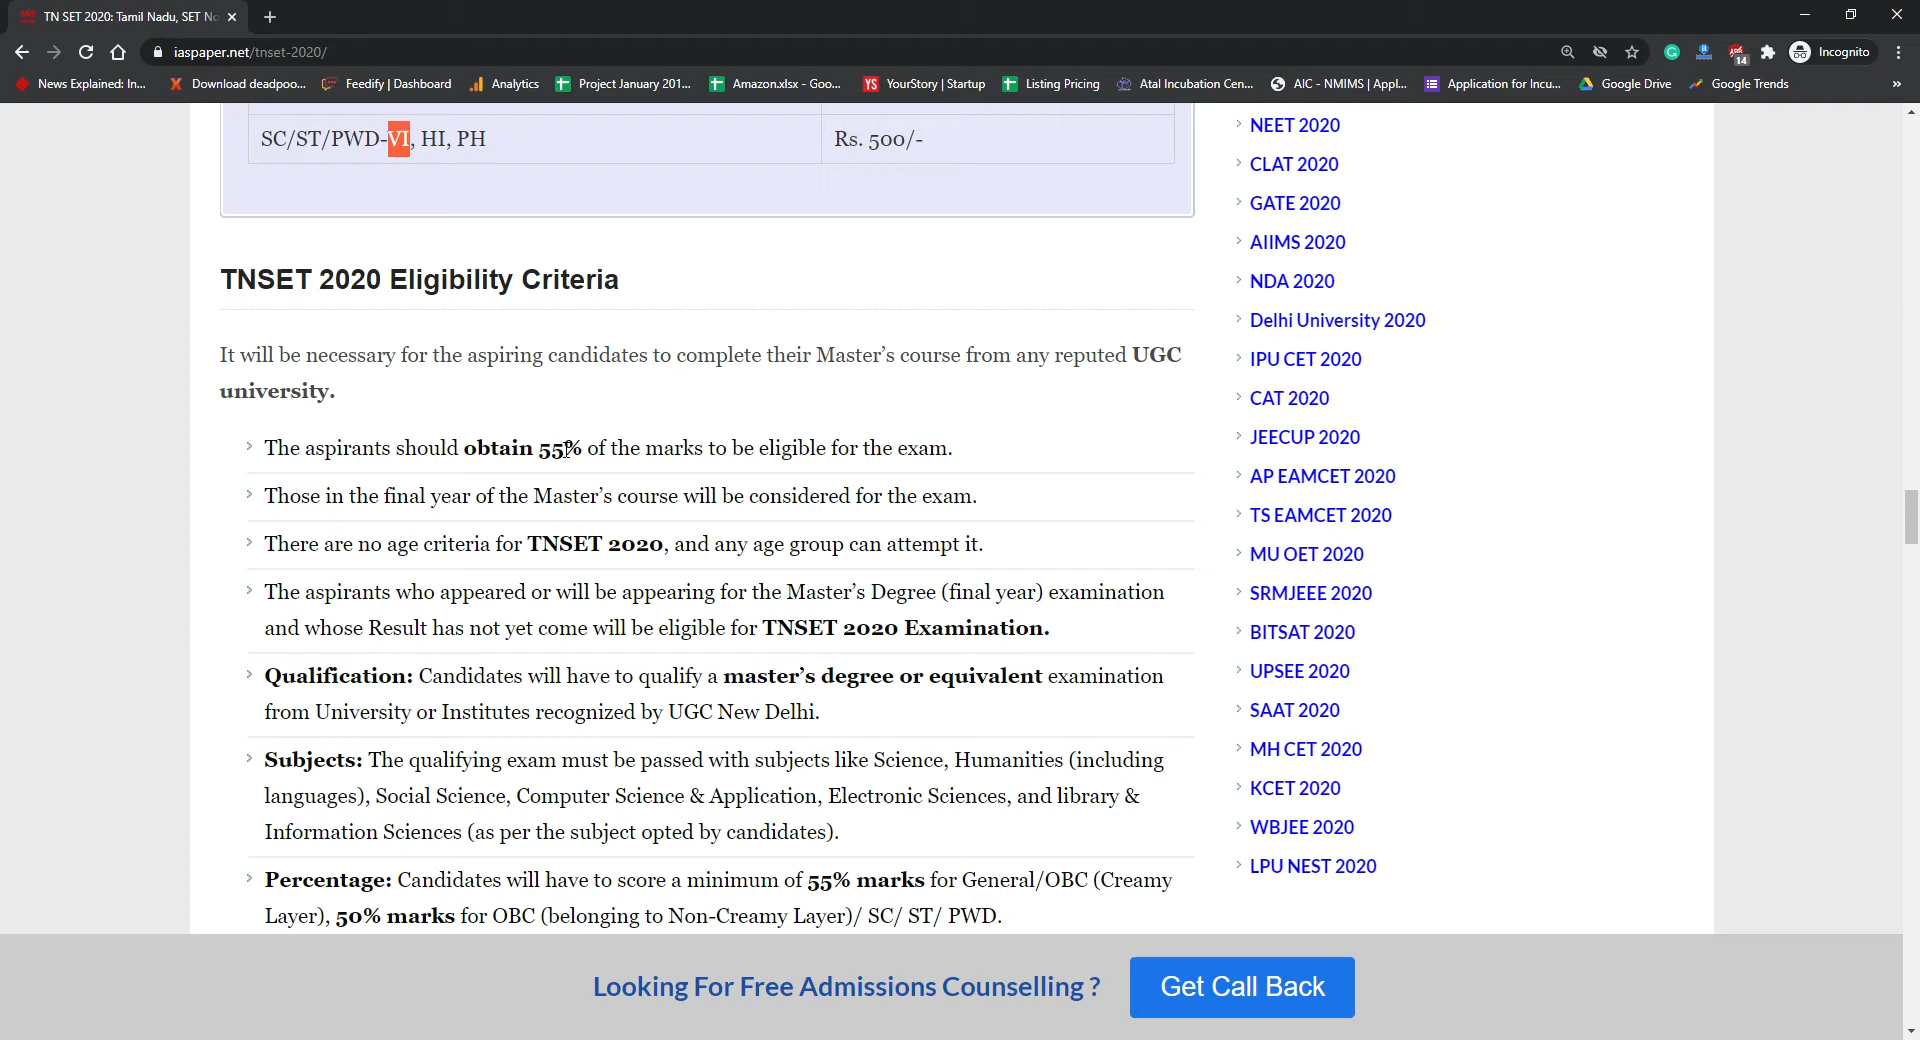 TN SET 2020: Tamil Nadu, SET No
iaspaper.net/tnset-2020/
14
Incognito
News Explained: In...
Download deadpoo...
Feedify | Dashboard
Analytics
Project January 201...
Amazon.xlsx - Goo...
YS
YourStory | Startup
Listing Pricing
Atal Incubation Cen...
AIC - NMIMS | Appl...
Application for Incu...
Google Drive
Google Trends
»
SC/ST/PWD-VI, HI, PH
Rs. 500/-
TNSET 2020 Eligibility Criteria
It will be necessary for the aspiring candidates to complete their Master’s course from any reputed UGC
university.
The aspirants should obtain 55% of the marks to be eligible for the exam.
Those in the final year of the Master’s course will be considered for the exam.
There are no age criteria for TNSET 2020, and any age group can attempt it.
The aspirants who appeared or will be appearing for the Master’s Degree (final year) examination
and whose Result has not yet come will be eligible for TNSET 2020 Examination.
Qualification: Candidates will have to qualify a master’s degree or equivalent examination
from University or Institutes recognized by UGC New Delhi.
Subjects: The qualifying exam must be passed with subjects like Science, Humanities (including
languages), Social Science, Computer Science & Application, Electronic Sciences, and library &
Information Sciences (as per the subject opted by candidates).
Percentage: Candidates will have to score a minimum of 55% marks for General/OBC (Creamy
Layer), 50% marks for OBC (belonging to Non-Creamy Layer)/ SC/ ST/ PWD.
NEET 2020
CLAT 2020
GATE 2020
AIIMS 2020
NDA 2020
Delhi University 2020
IPU CET 2020
CAT 2020
JEECUP 2020
AP EAMCET 2020
TS EAMCET 2020
MU OET 2020
SRMJEEE 2020
BITSAT 2020
UPSEE 2020
SAAT 2020
MH CET 2020
KCET 2020
WBJEE 2020
LPU NEST 2020
Looking For Free Admissions Counselling ?
Get Call Back